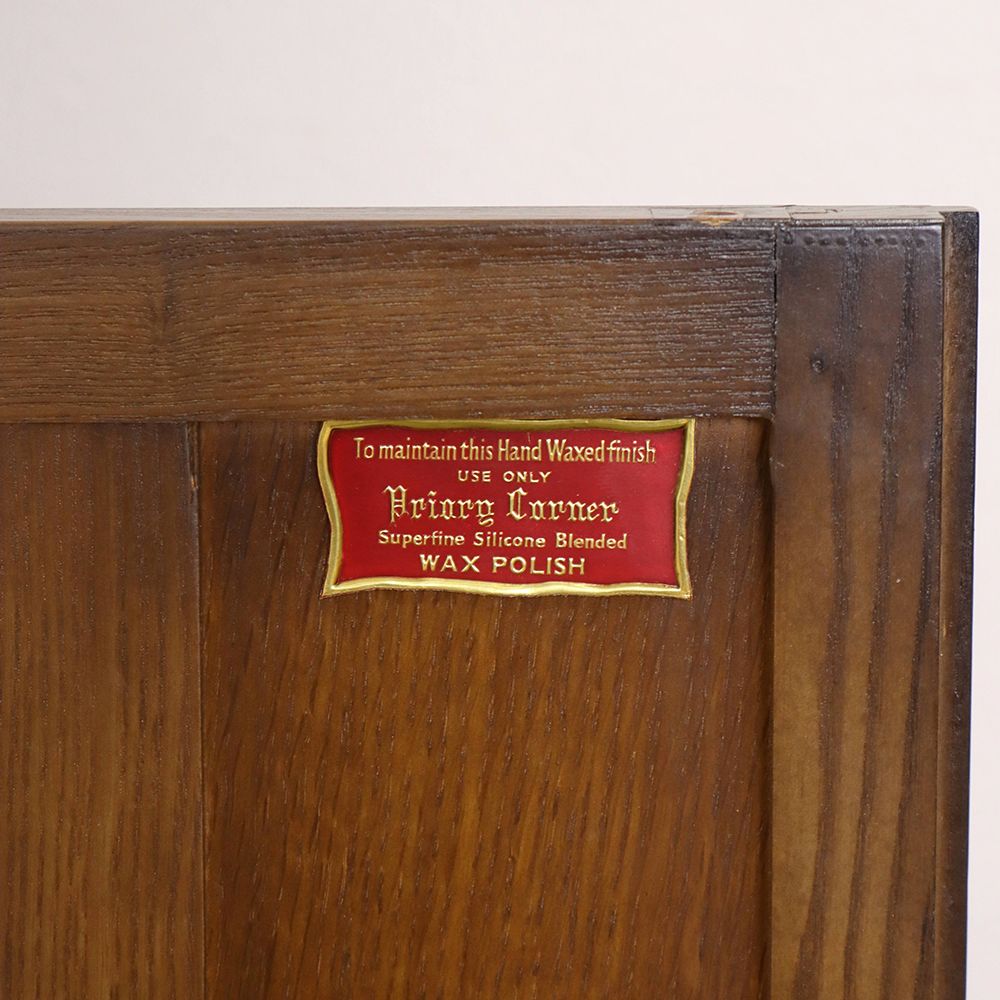 To maintain this Hand Waxed finish
USE ONLY
Priory Corner
Superfine Silicone Blended
WAX POLISH